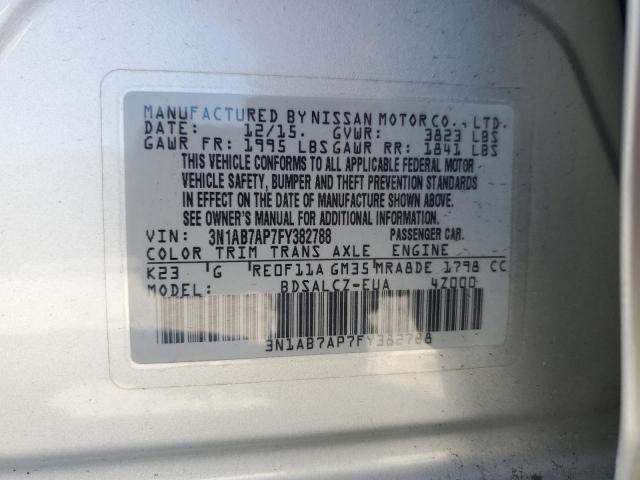 MANUFACTURED BY NISSAN MOTOR CO., LTD.
DATE: 12/15. GVWR: 3823 LBS
GAWR FR: 1995 LBS GAWR RR: 1841 LBS
THIS VEHICLE CONFORMS TO ALL APPLICABLE FEDERAL MOTOR
VEHICLE SAFETY, BUMPER AND THEFT PREVENTION STANDARDS
IN EFFECT ON THE DATE OF MANUFACTURE SHOWN ABOVE.
SEE OWNER'S MANUAL FOR ADDITIONAL INFORMATION.
VIN: 3N1AB7AP7FY382788 PASSENGER CAR.
COLOR TRIM TRANS AXLE ENGINE
K23 G RE0F11A GM35 MRA8DE 1798 CC
MODEL: BDSALCZ-EUA 4Z000
3N1AB7AP7FY382788